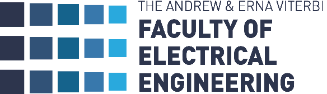 THE ANDREW & ERNA VITERBI
FACULTY OF
ELECTRICAL
ENGINEERING